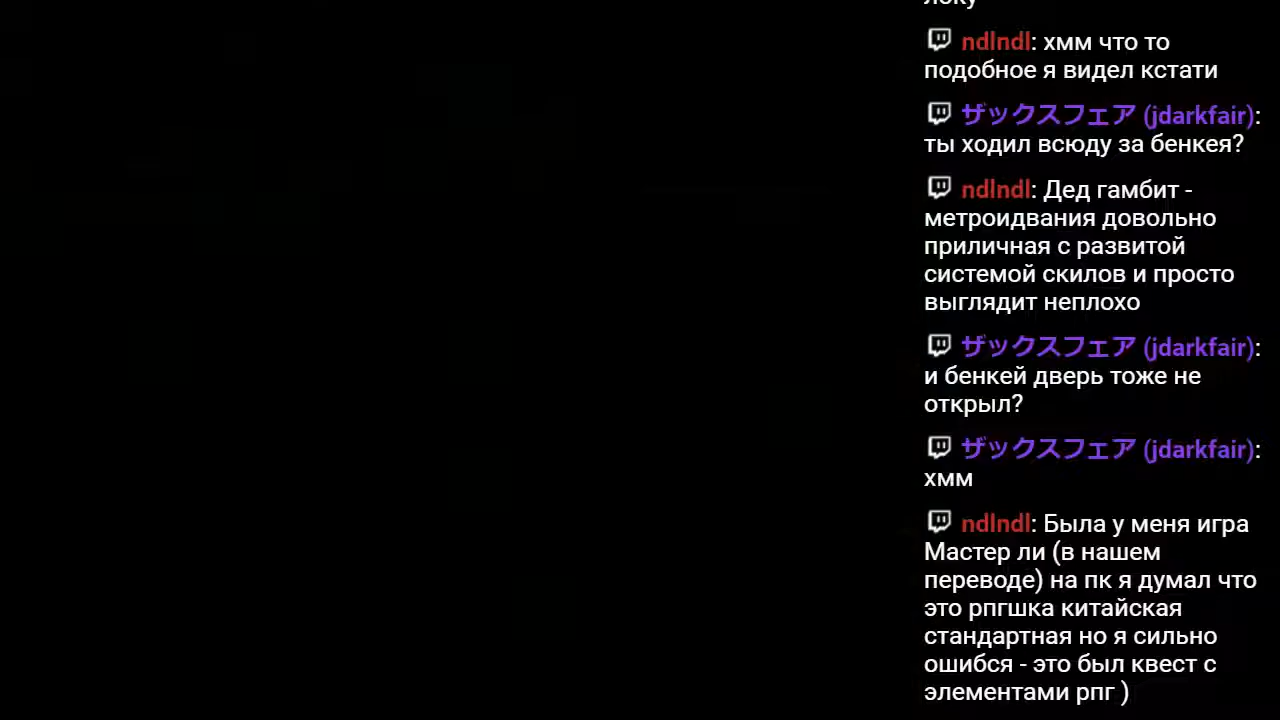 локу
ndlndl: хмм что то
подобное я видел кстати
ザックスフェア (jdarkfair):
ты ходил всюду за бенкея?
ndlndl: Дед гамбит -
метроидвания довольно
приличная с развитой
системой скилов и просто
выглядит неплохо
ザックスフェア (jdarkfair):
и бенкей дверь тоже не
открыл?
ザックスフェア (jdarkfair):
хмм
ndlndl: Была у меня игра
Мастер ли (в нашем
переводе) на пк я думал что
это рпгшка китайская
стандартная но я сильно
ошибся - это был квест с
элементами рпг )